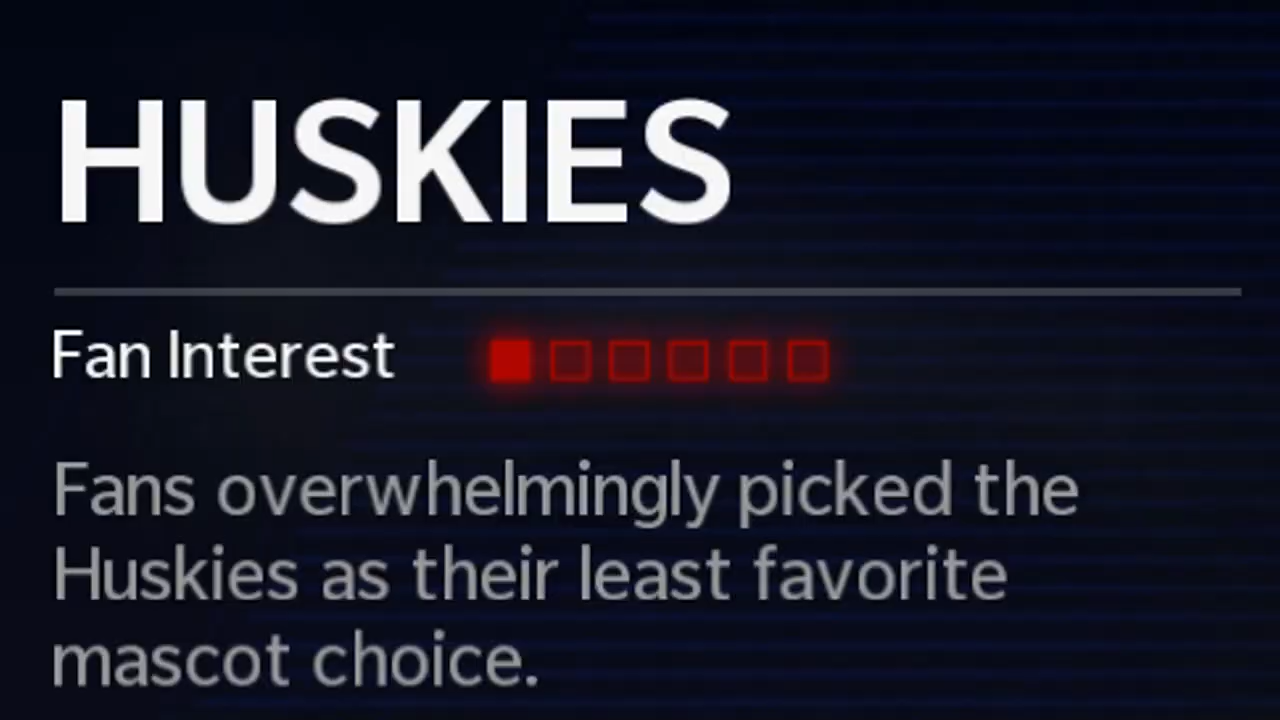 HUSKIES
Fan Interest
Fans overwhelmingly picked the
Huskies as their least favorite
mascot choice.